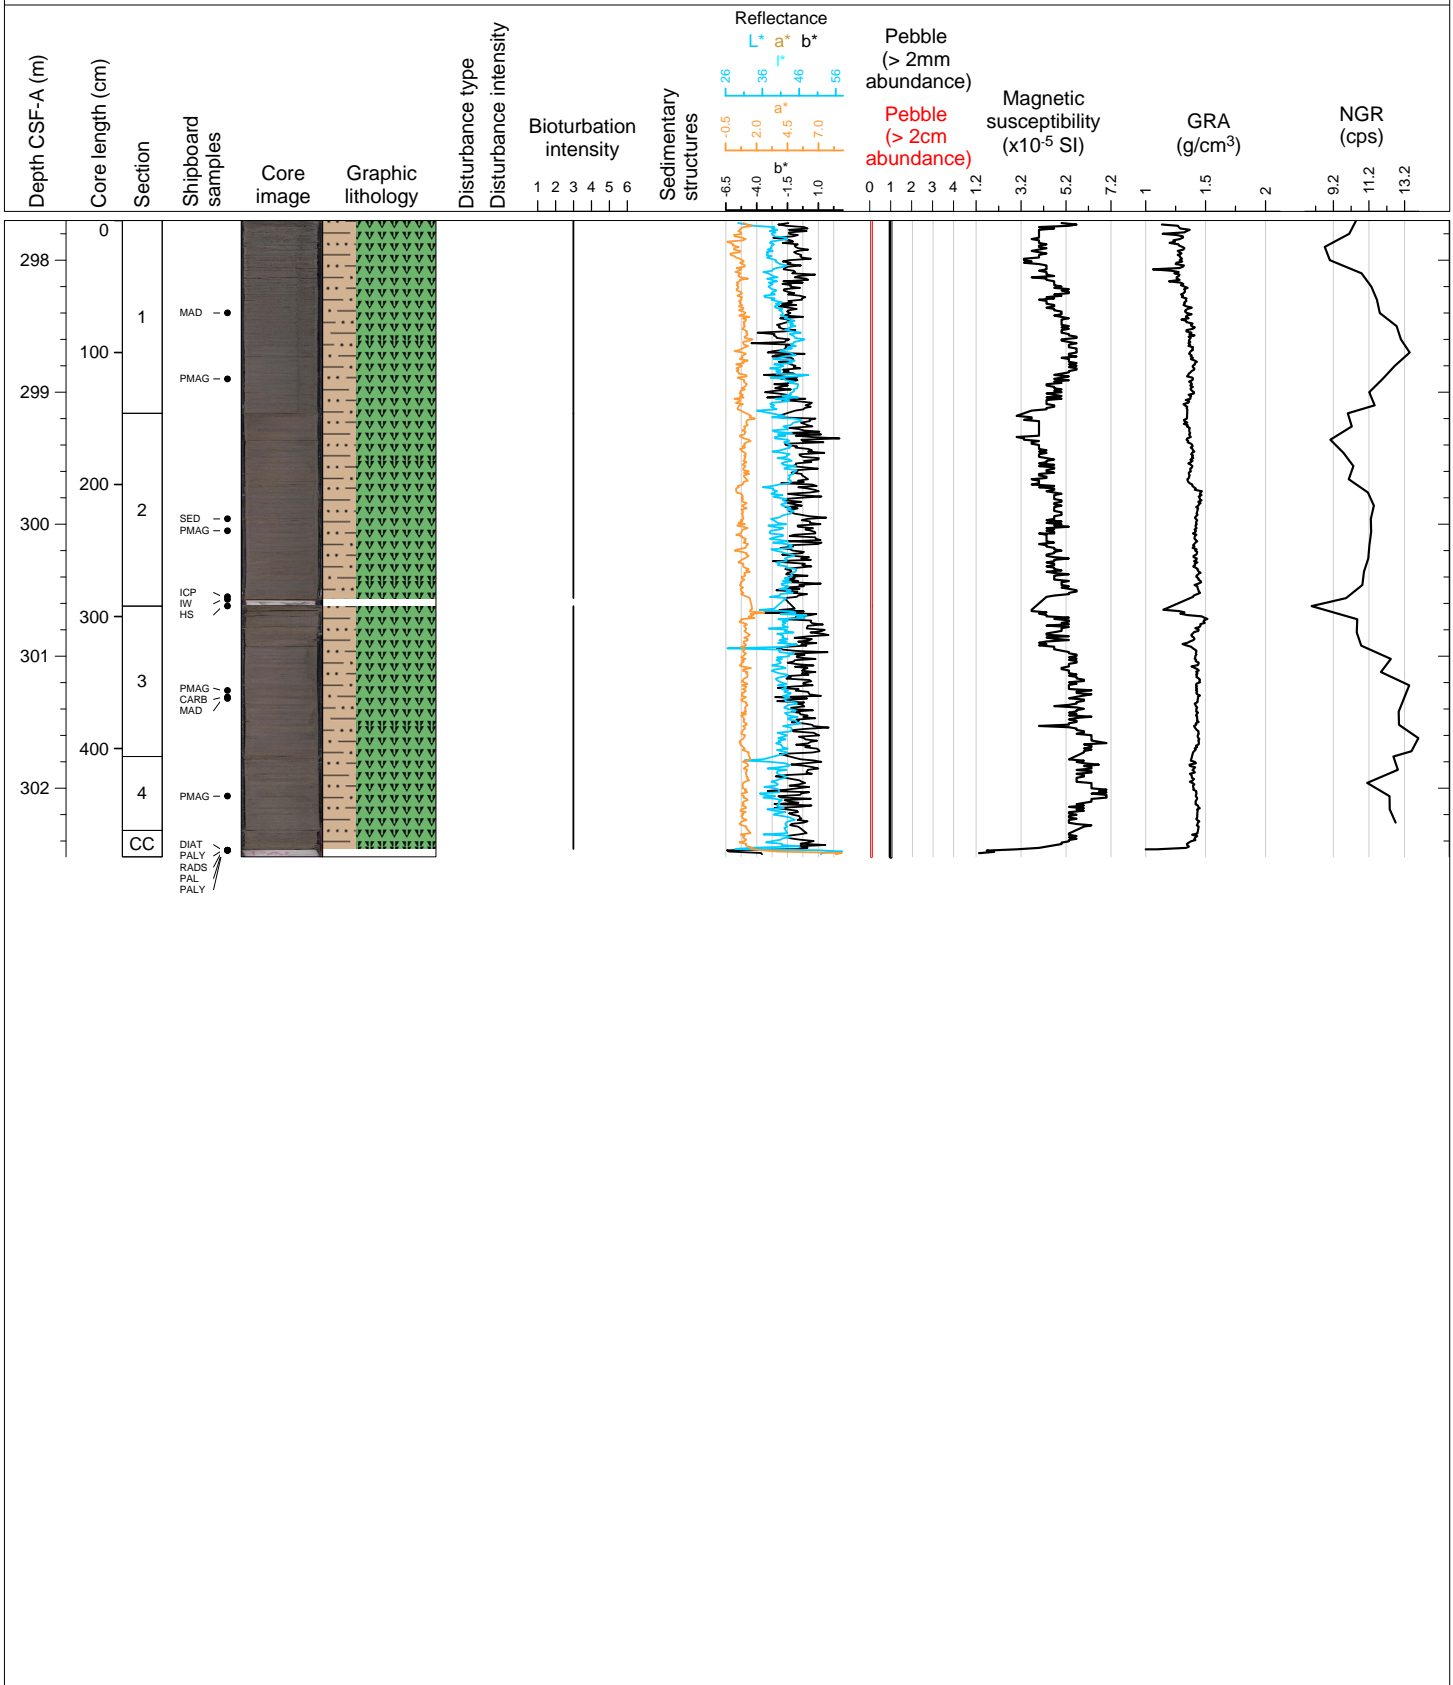 Depth CSF-A (m)
Core length (cm)
Section
Shipboard
samples
Core
image
Graphic
lithology
Disturbance type
Disturbance intensity
Bioturbation
intensity
1 2 3 4 5 6
Sedimentary
structures
Reflectance
L* a* b*
l*
26 36 46 56
a*
-0.5 2.0 4.5 7.0
b*
-6.5 -4.0 -1.5 1.0
Pebble
(> 2mm
abundance)
Pebble
(> 2cm
abundance)
0 1 2 3 4
Magnetic
susceptibility
(x10-5 SI)
1.2 3.2 5.2 7.2
GRA
(g/cm3)
1 1.5 2
NGR
(cps)
9.2 11.2 13.2
0
298
1
MAD
100
PMAG
299
200
2
SED
300
PMAG
ICP
IW
300
HS
301
3
PMAG
CARB
MAD
400
302
4
PMAG
CC
DIAT
PALY
RADS
PAL
PALY